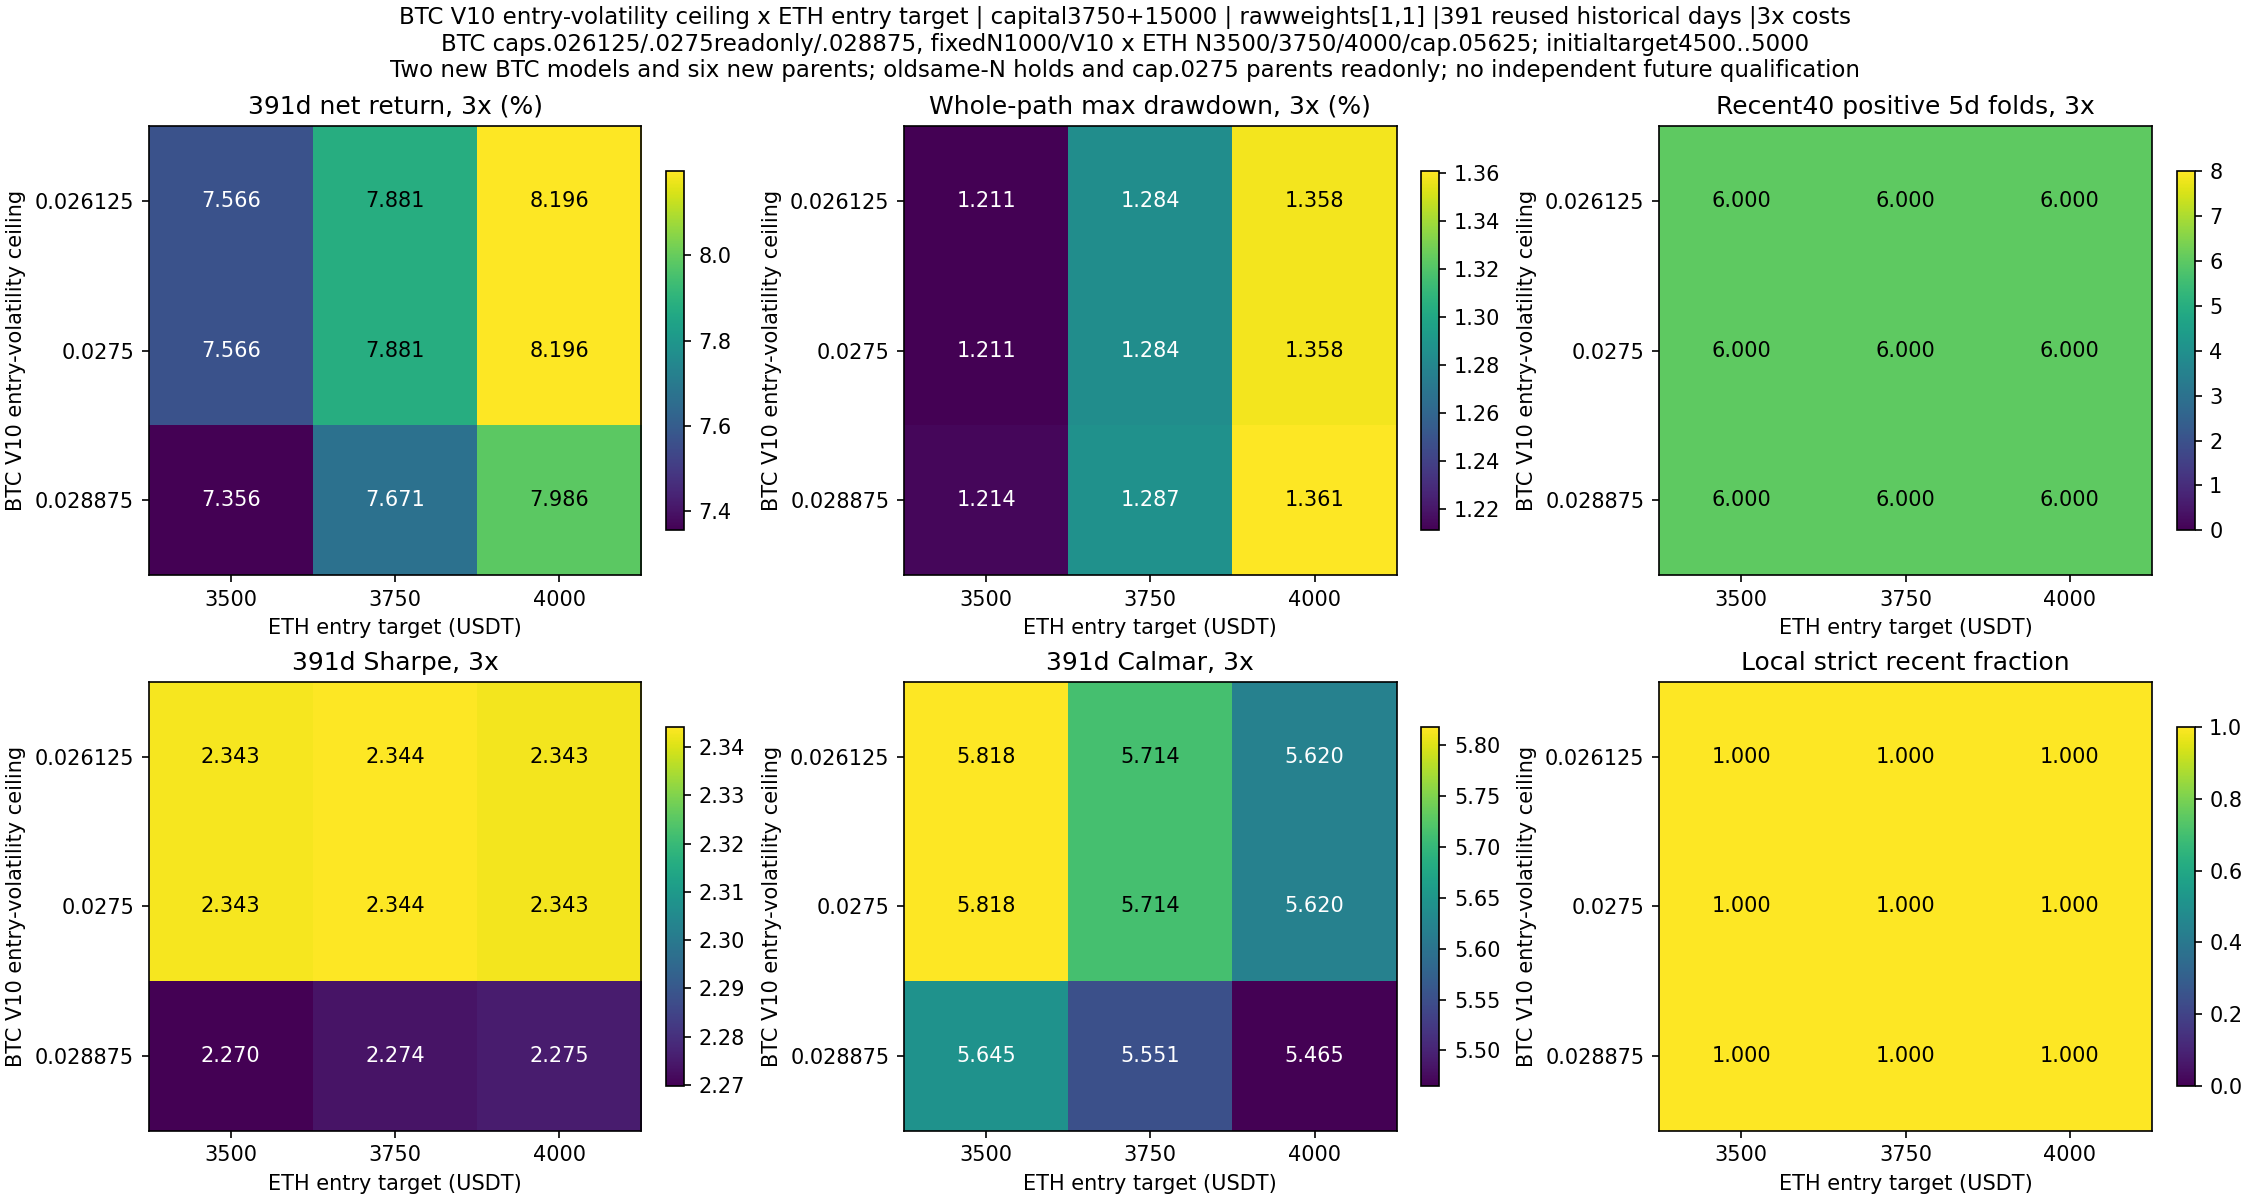 BTC V10 entry-volatility ceiling x ETH entry target | capital3750+15000 | rawweights[1,1] |391 reused historical days |3x costs
BTC caps.026125/.0275readonly/.028875, fixedN1000/V10 x ETH N3500/3750/4000/cap.05625; initialtarget4500..5000
Two new BTC models and six new parents; oldsame-N holds and cap.0275 parents readonly; no independent future qualification
391d net return, 3x (%)
BTC V10 entry-volatility ceiling
0.026125
0.0275
0.028875
7.566 7.881 8.196
7.566 7.881 8.196
7.356 7.671 7.986
3500 3750 4000
ETH entry target (USDT)
8.0
7.8
7.6
7.4
Whole-path max drawdown, 3x (%)
BTC V10 entry-volatility ceiling
0.026125
0.0275
0.028875
1.211 1.284 1.358
1.211 1.284 1.358
1.214 1.287 1.361
3500 3750 4000
ETH entry target (USDT)
1.36
1.34
1.32
1.30
1.28
1.26
1.24
1.22
Recent40 positive 5d folds, 3x
BTC V10 entry-volatility ceiling
0.026125
0.0275
0.028875
6.000 6.000 6.000
6.000 6.000 6.000
6.000 6.000 6.000
3500 3750 4000
ETH entry target (USDT)
8
7
6
5
4
3
2
1
0
391d Sharpe, 3x
BTC V10 entry-volatility ceiling
0.026125
0.0275
0.028875
2.343 2.344 2.343
2.343 2.344 2.343
2.270 2.274 2.275
3500 3750 4000
ETH entry target (USDT)
2.34
2.33
2.32
2.31
2.30
2.29
2.28
2.27
391d Calmar, 3x
BTC V10 entry-volatility ceiling
0.026125
0.0275
0.028875
5.818 5.714 5.620
5.818 5.714 5.620
5.645 5.551 5.465
3500 3750 4000
ETH entry target (USDT)
5.80
5.75
5.70
5.65
5.60
5.55
5.50
Local strict recent fraction
BTC V10 entry-volatility ceiling
0.026125
0.0275
0.028875
1.000 1.000 1.000
1.000 1.000 1.000
1.000 1.000 1.000
3500 3750 4000
ETH entry target (USDT)
1.0
0.8
0.6
0.4
0.2
0.0